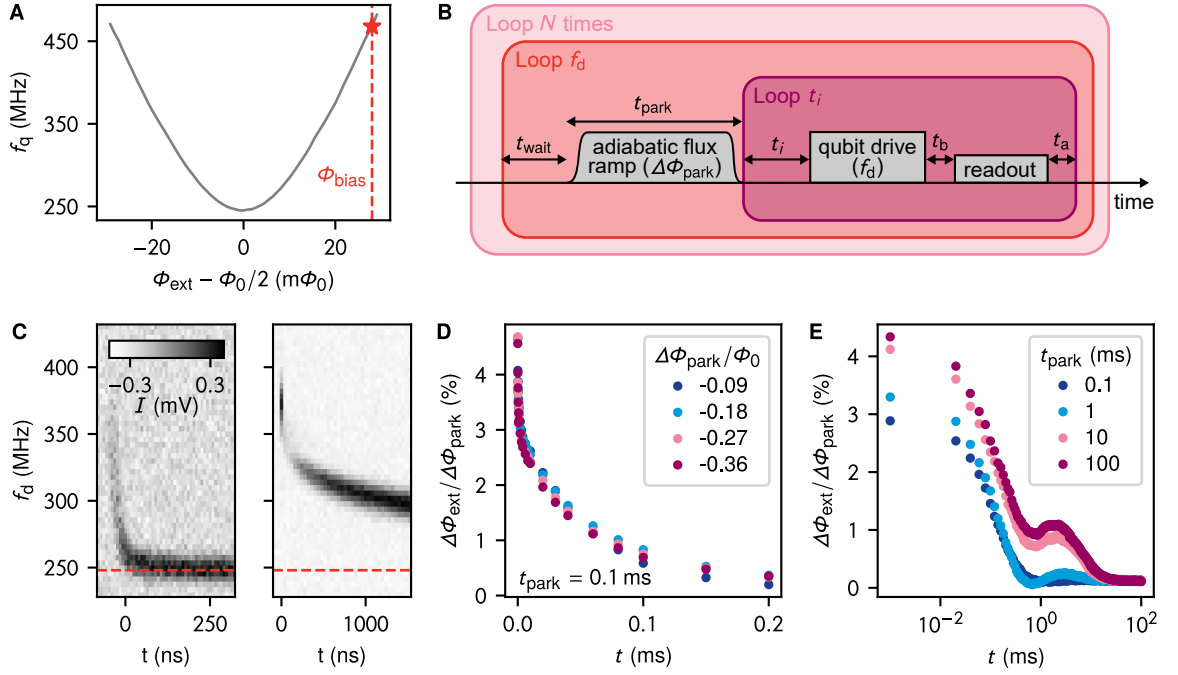 A
450
350
250
f_q (MHz)
Φ_bias
−20
0
20
Φ_ext − Φ_0/2 (mΦ_0)
B
Loop N times
Loop f_d
Loop t_i
t_park
t_wait
adiabatic flux
ramp (ΔΦ_park)
t_i
qubit drive
(f_d)
t_b
readout
t_a
time
C
400
350
300
250
f_d (MHz)
−0.3
0.3
I (mV)
0
250
t (ns)
0
1000
t (ns)
D
4
3
2
1
0
ΔΦ_ext/ΔΦ_park (%)
ΔΦ_park/Φ_0
-0.09
-0.18
-0.27
-0.36
t_park = 0.1 ms
0.0
0.1
0.2
t (ms)
E
4
3
2
1
0
ΔΦ_ext/ΔΦ_park (%)
t_park (ms)
0.1
1
10
100
10^−2
10^0
10^2
t (ms)